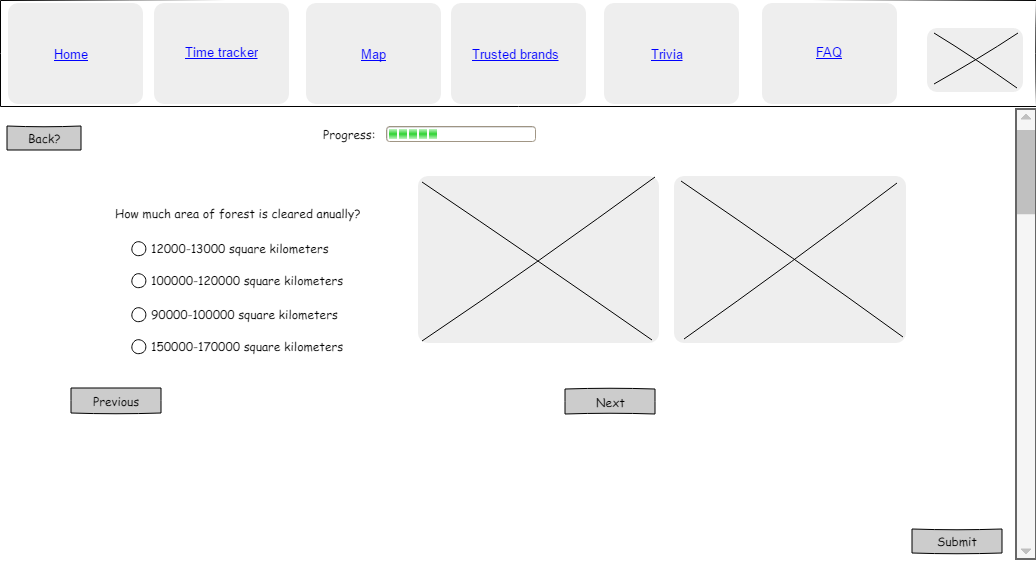 Home
Time tracker
Map
Trusted brands
Trivia
FAQ
Back?
Progress:
How much area of forest is cleared anually?
12000-13000 square kilometers
100000-120000 square kilometers
90000-100000 square kilometers
150000-170000 square kilometers
Previous
Next
Submit